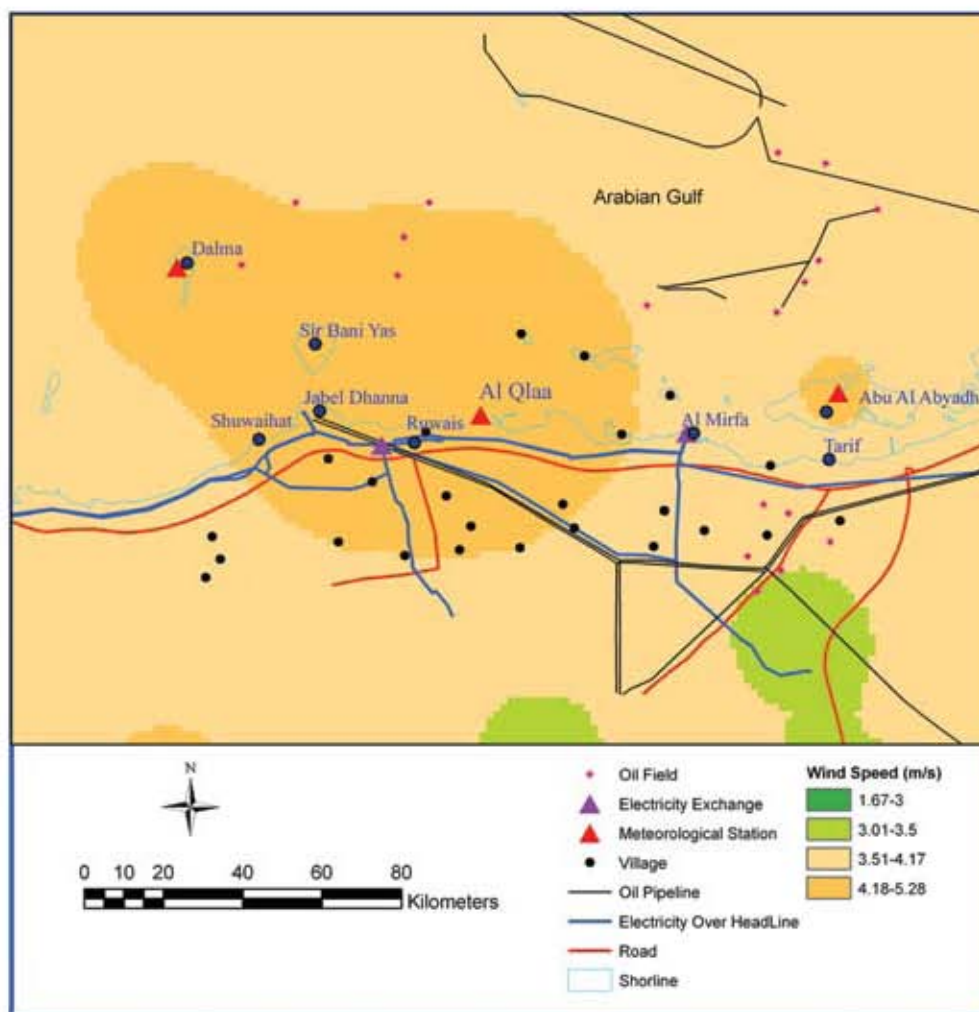 Arabian Gulf
Dalma
Sir Bani Yas
Jabel Dhanna
Al Qlaa
Abu Al Abyadh
Shuwaihat
Ruwais
Al Mirfa
Tarif
N
0 10 20 40 60 80
Kilometers
Oil Field
Electricity Exchange
Meteorological Station
Village
Oil Pipeline
Electricity Over HeadLine
Road
Shorline
Wind Speed (m/s)
1.67-3
3.01-3.5
3.51-4.17
4.18-5.28